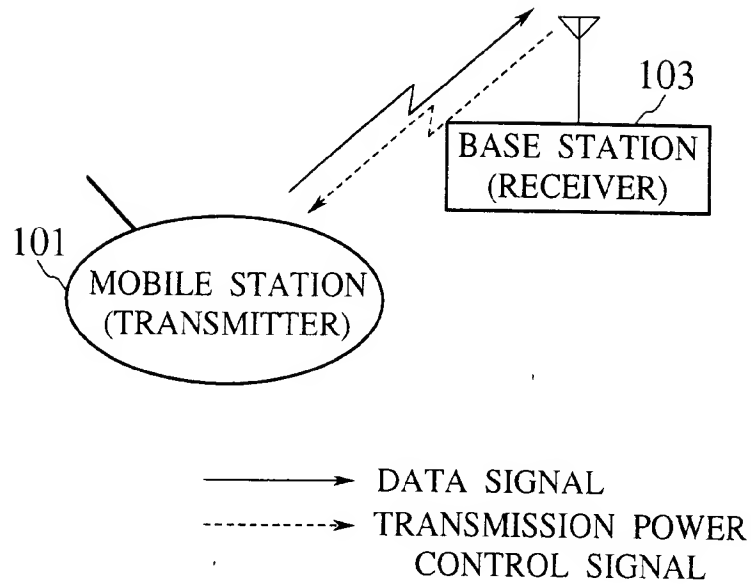 103
BASE STATION
(RECEIVER)
101
MOBILE STATION
(TRANSMITTER)
DATA SIGNAL
TRANSMISSION POWER
CONTROL SIGNAL